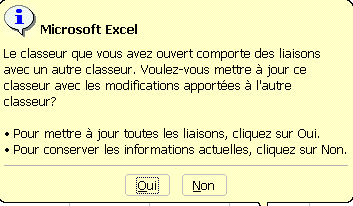 Microsoft Excel
Le classeur que vous avez ouvert comporte des liaisons
avec un autre classeur. Voulez-vous mettre à jour ce
classeur avec les modifications apportées à l'autre
classeur?
• Pour mettre à jour toutes les liaisons, cliquez sur Oui.
• Pour conserver les informations actuelles, cliquez sur Non.
Oui Non